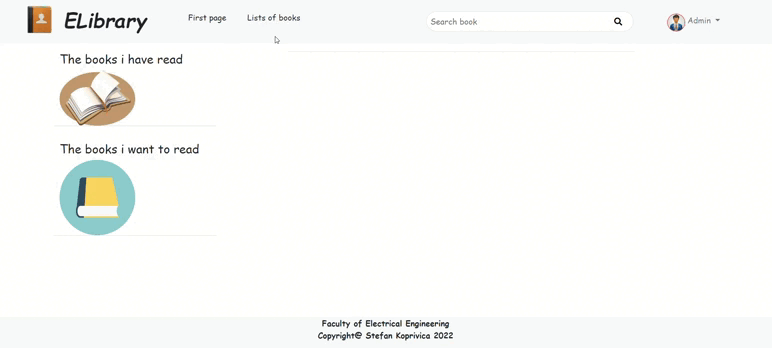 ELibrary
First page
Lists of books
Search book
Admin
The books i have read
The books i want to read
Faculty of Electrical Engineering
Copyright@ Stefan Koprivica 2022